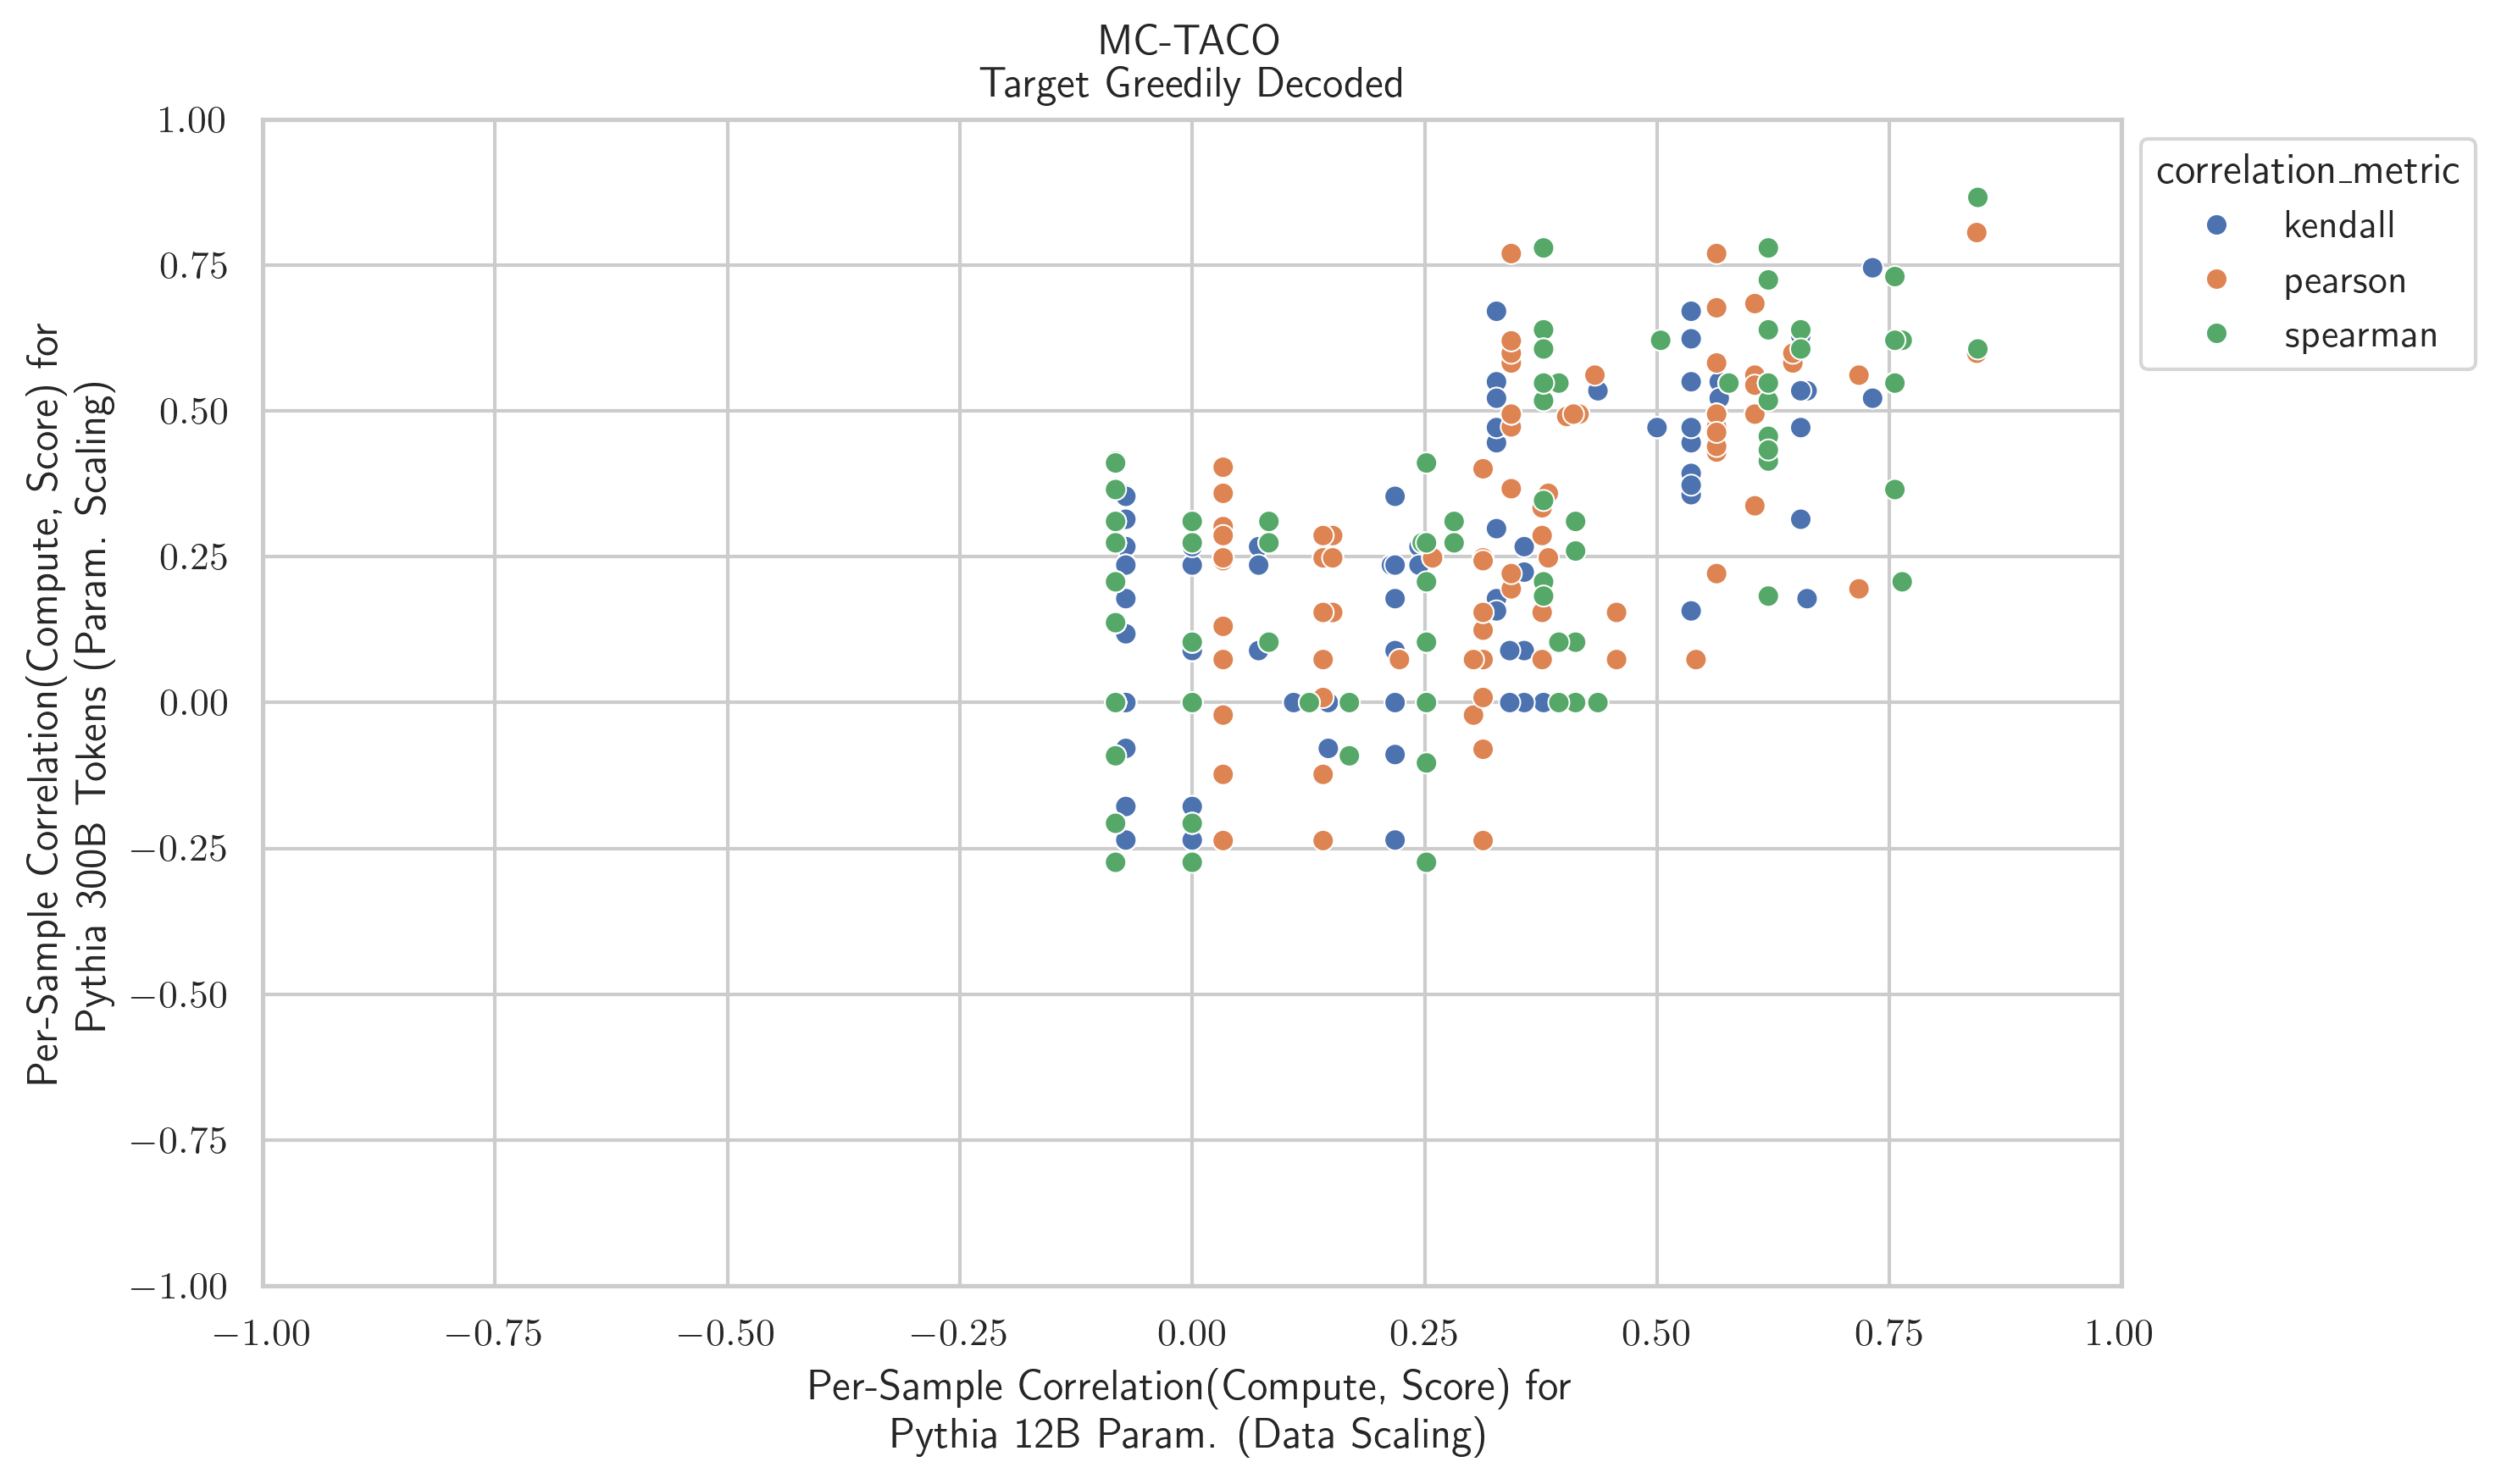 MC-TACO
Target Greedily Decoded
Per-Sample Correlation(Compute, Score) for
Pythia 300B Tokens (Param. Scaling)
1.00
0.75
0.50
0.25
0.00
−0.25
−0.50
−0.75
−1.00
−1.00 −0.75 −0.50 −0.25 0.00 0.25 0.50 0.75 1.00
Per-Sample Correlation(Compute, Score) for
Pythia 12B Param. (Data Scaling)
correlation_metric
kendall
pearson
spearman